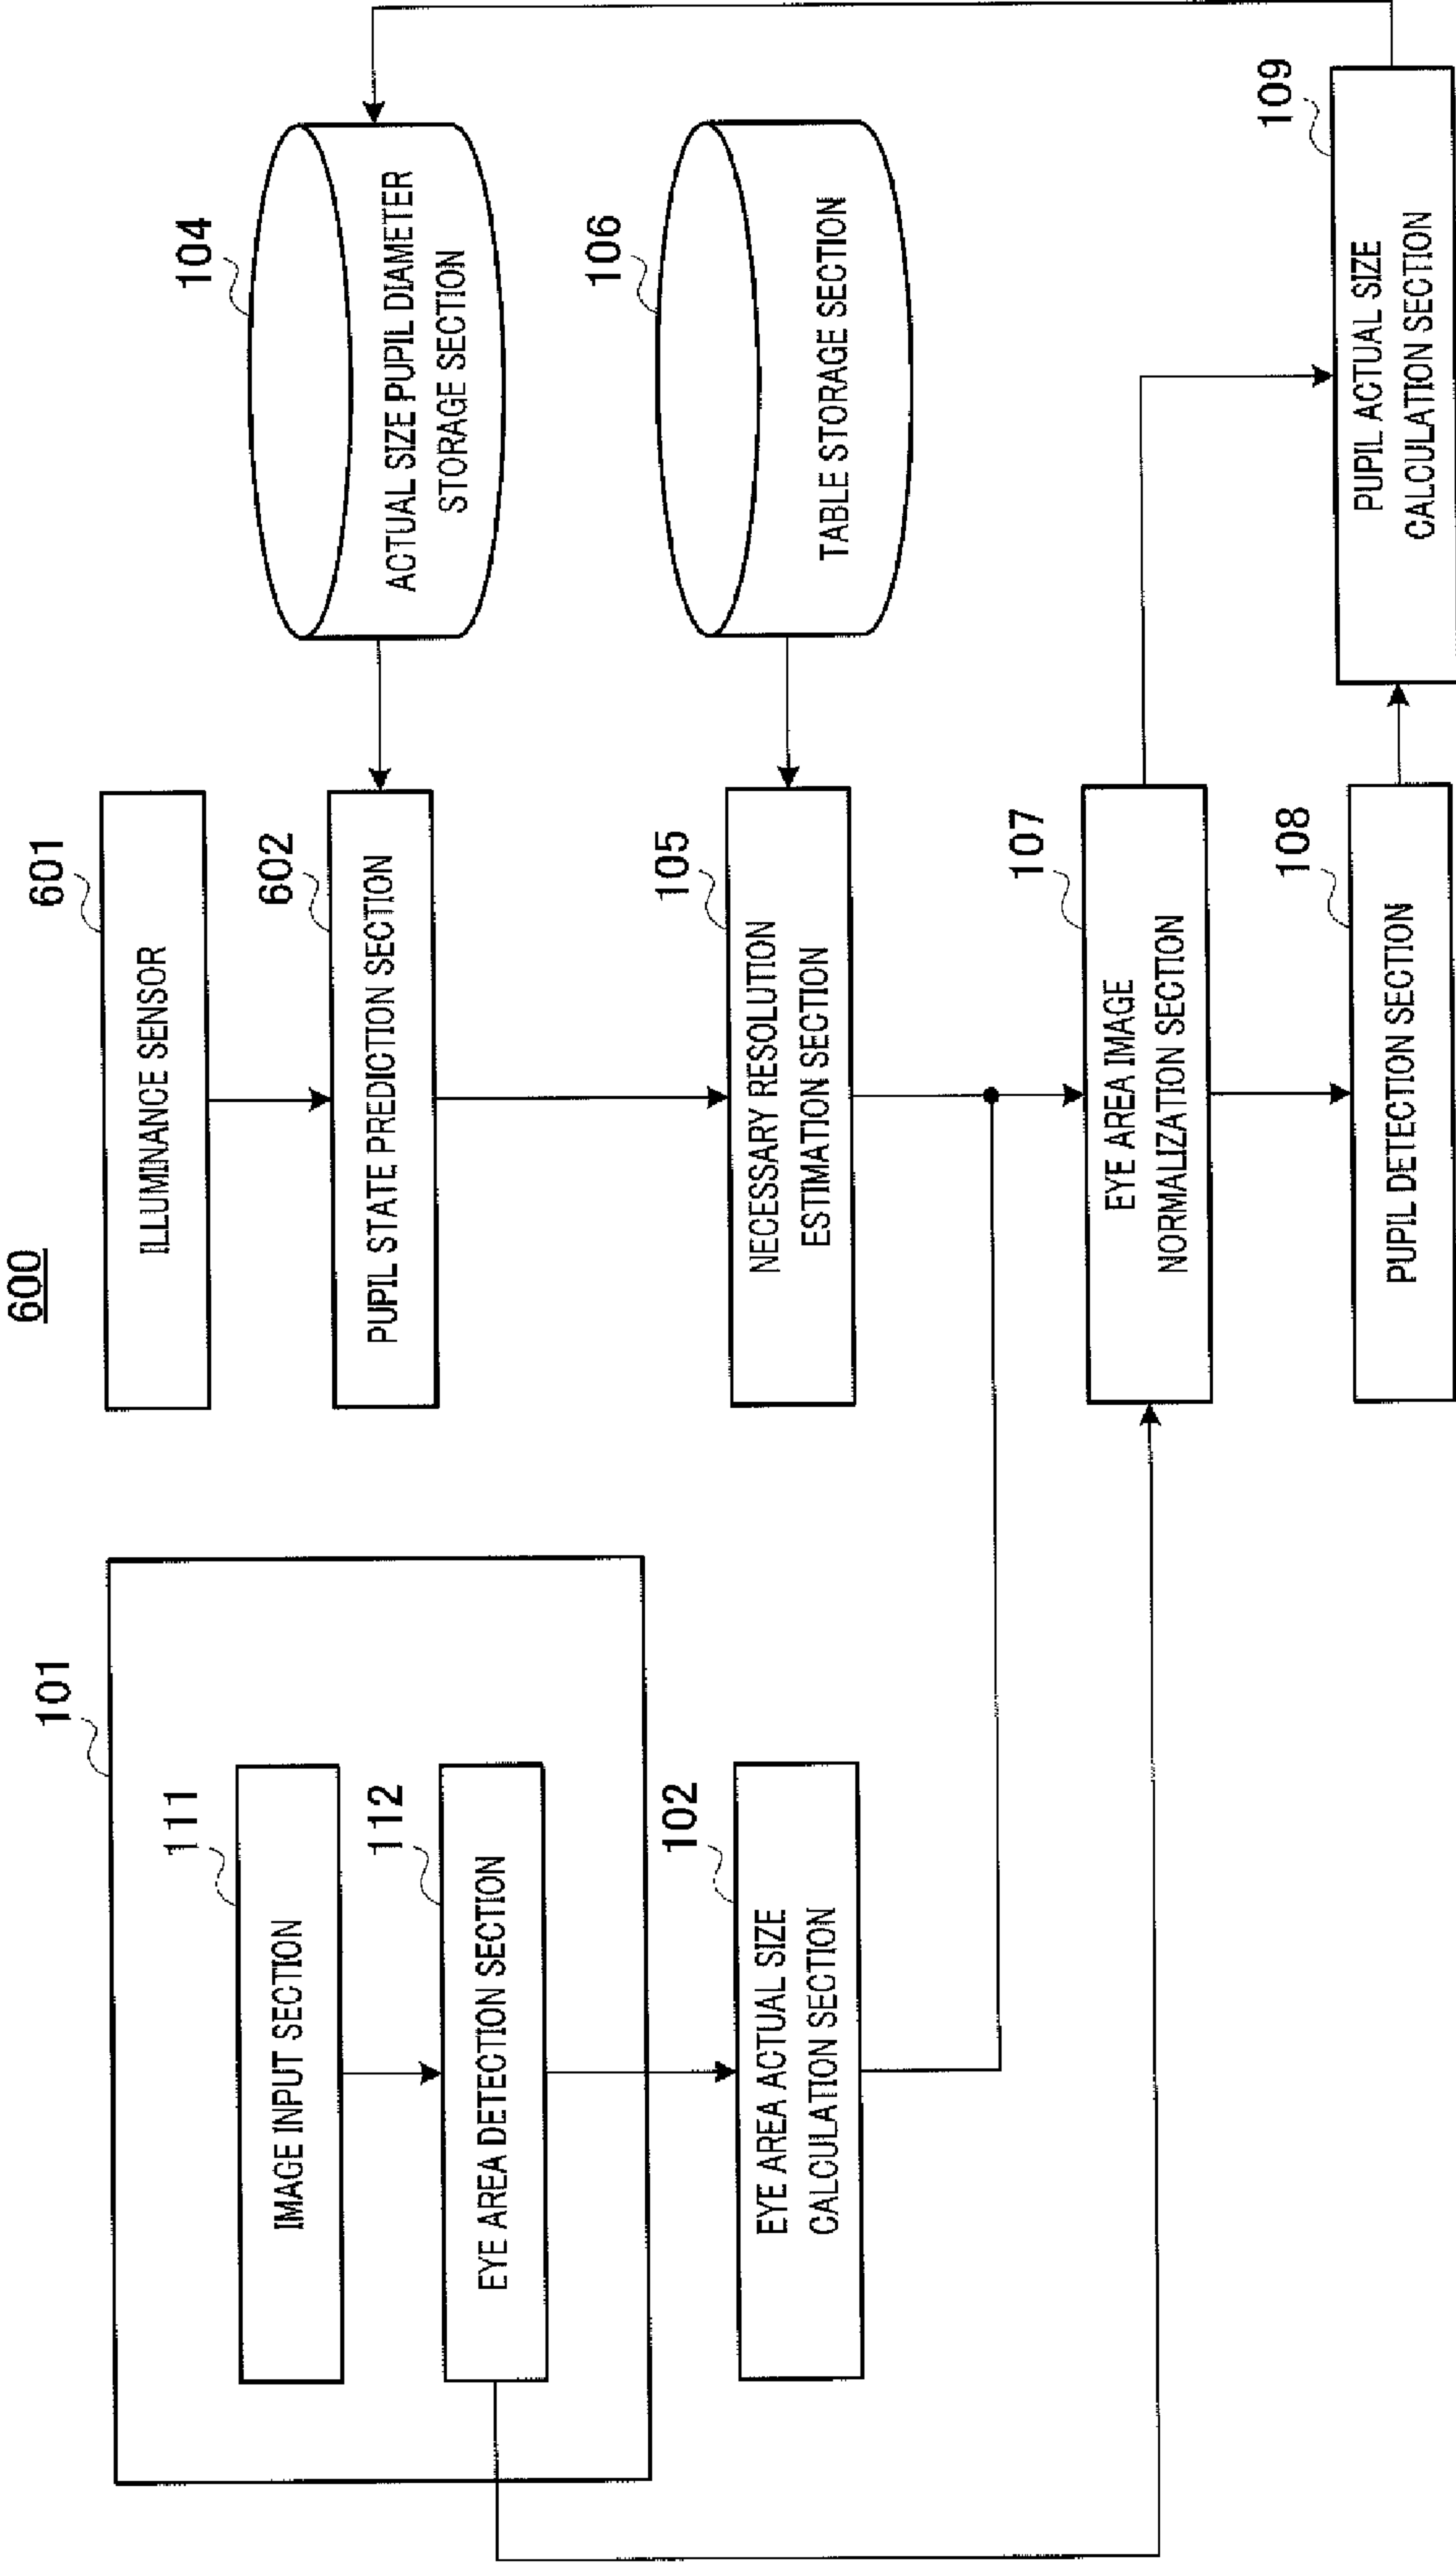 600
101
111
IMAGE INPUT SECTION
112
EYE AREA DETECTION SECTION
102
EYE AREA ACTUAL SIZE
CALCULATION SECTION
601
ILLUMINANCE SENSOR
602
PUPIL STATE PREDICTION SECTION
104
ACTUAL SIZE PUPIL DIAMETER
STORAGE SECTION
105
NECESSARY RESOLUTION
ESTIMATION SECTION
106
TABLE STORAGE SECTION
107
EYE AREA IMAGE
NORMALIZATION SECTION
108
PUPIL DETECTION SECTION
109
PUPIL ACTUAL SIZE
CALCULATION SECTION